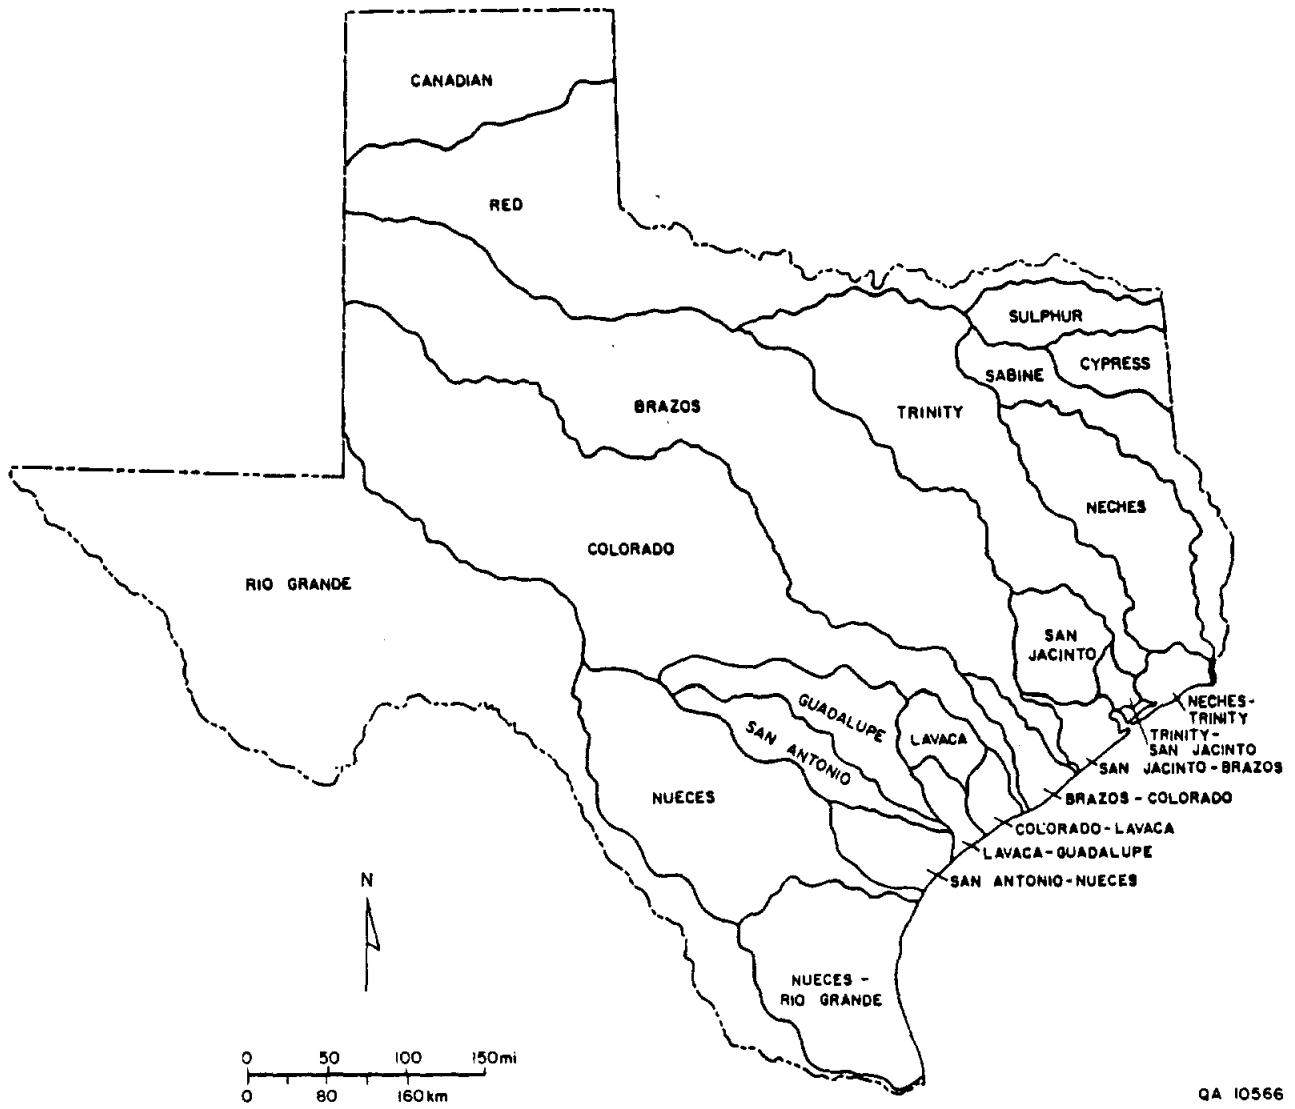 CANADIAN
RED
SULPHUR
CYPRESS
SABINE
BRAZOS
TRINITY
NECHES
COLORADO
RIO GRANDE
SAN
JACINTO
GUADALUPE
NECHES-
TRINITY
TRINITY-
SAN JACINTO
SAN ANTONIO
LAVACA
SAN JACINTO-BRAZOS
NUECES
BRAZOS-COLORADO
COLORADO-LAVACA
LAVACA-GUADALUPE
SAN ANTONIO-NUECES
N
NUECES-
RIO GRANDE
0 50 100 150mi
0 80 160km
QA 10566